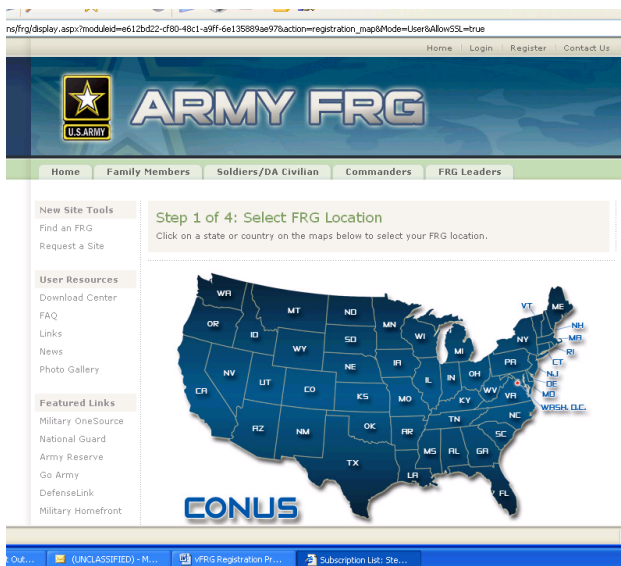 ns/frg/display.aspx?moduleid=e612bd22-cf80-48c1-a9ff-6e135889ae97&action=registration_map&Mode=User&AllowSSL=true
Home Login Register Contact Us
U.S.ARMY
ARMY FRG
Home Family Members Soldiers/DA Civilian Commanders FRG Leaders
New Site Tools
Find an FRG
Request a Site
User Resources
Download Center
FAQ
Links
News
Photo Gallery
Featured Links
Military OneSource
National Guard
Army Reserve
Go Army
DefenseLink
Military Homefront
Step 1 of 4: Select FRG Location
Click on a state or country on the maps below to select your FRG location.
WA
MT
ND
MN
OR
ID
WY
SD
WI
MI
VT
ME
NH
MA
RI
CT
NY
PA
NJ
DE
MD
WASH. D.C.
NV
UT
CO
NE
IA
IL
IN
OH
WV
VA
CA
KS
MO
KY
NC
AZ
NM
OK
AR
TN
SC
TX
LA
MS
AL
GA
FL
CONUS
t Out... (UNCLASSIFIED) - M... vFRG Registration Pr... Subscription List: Ste...